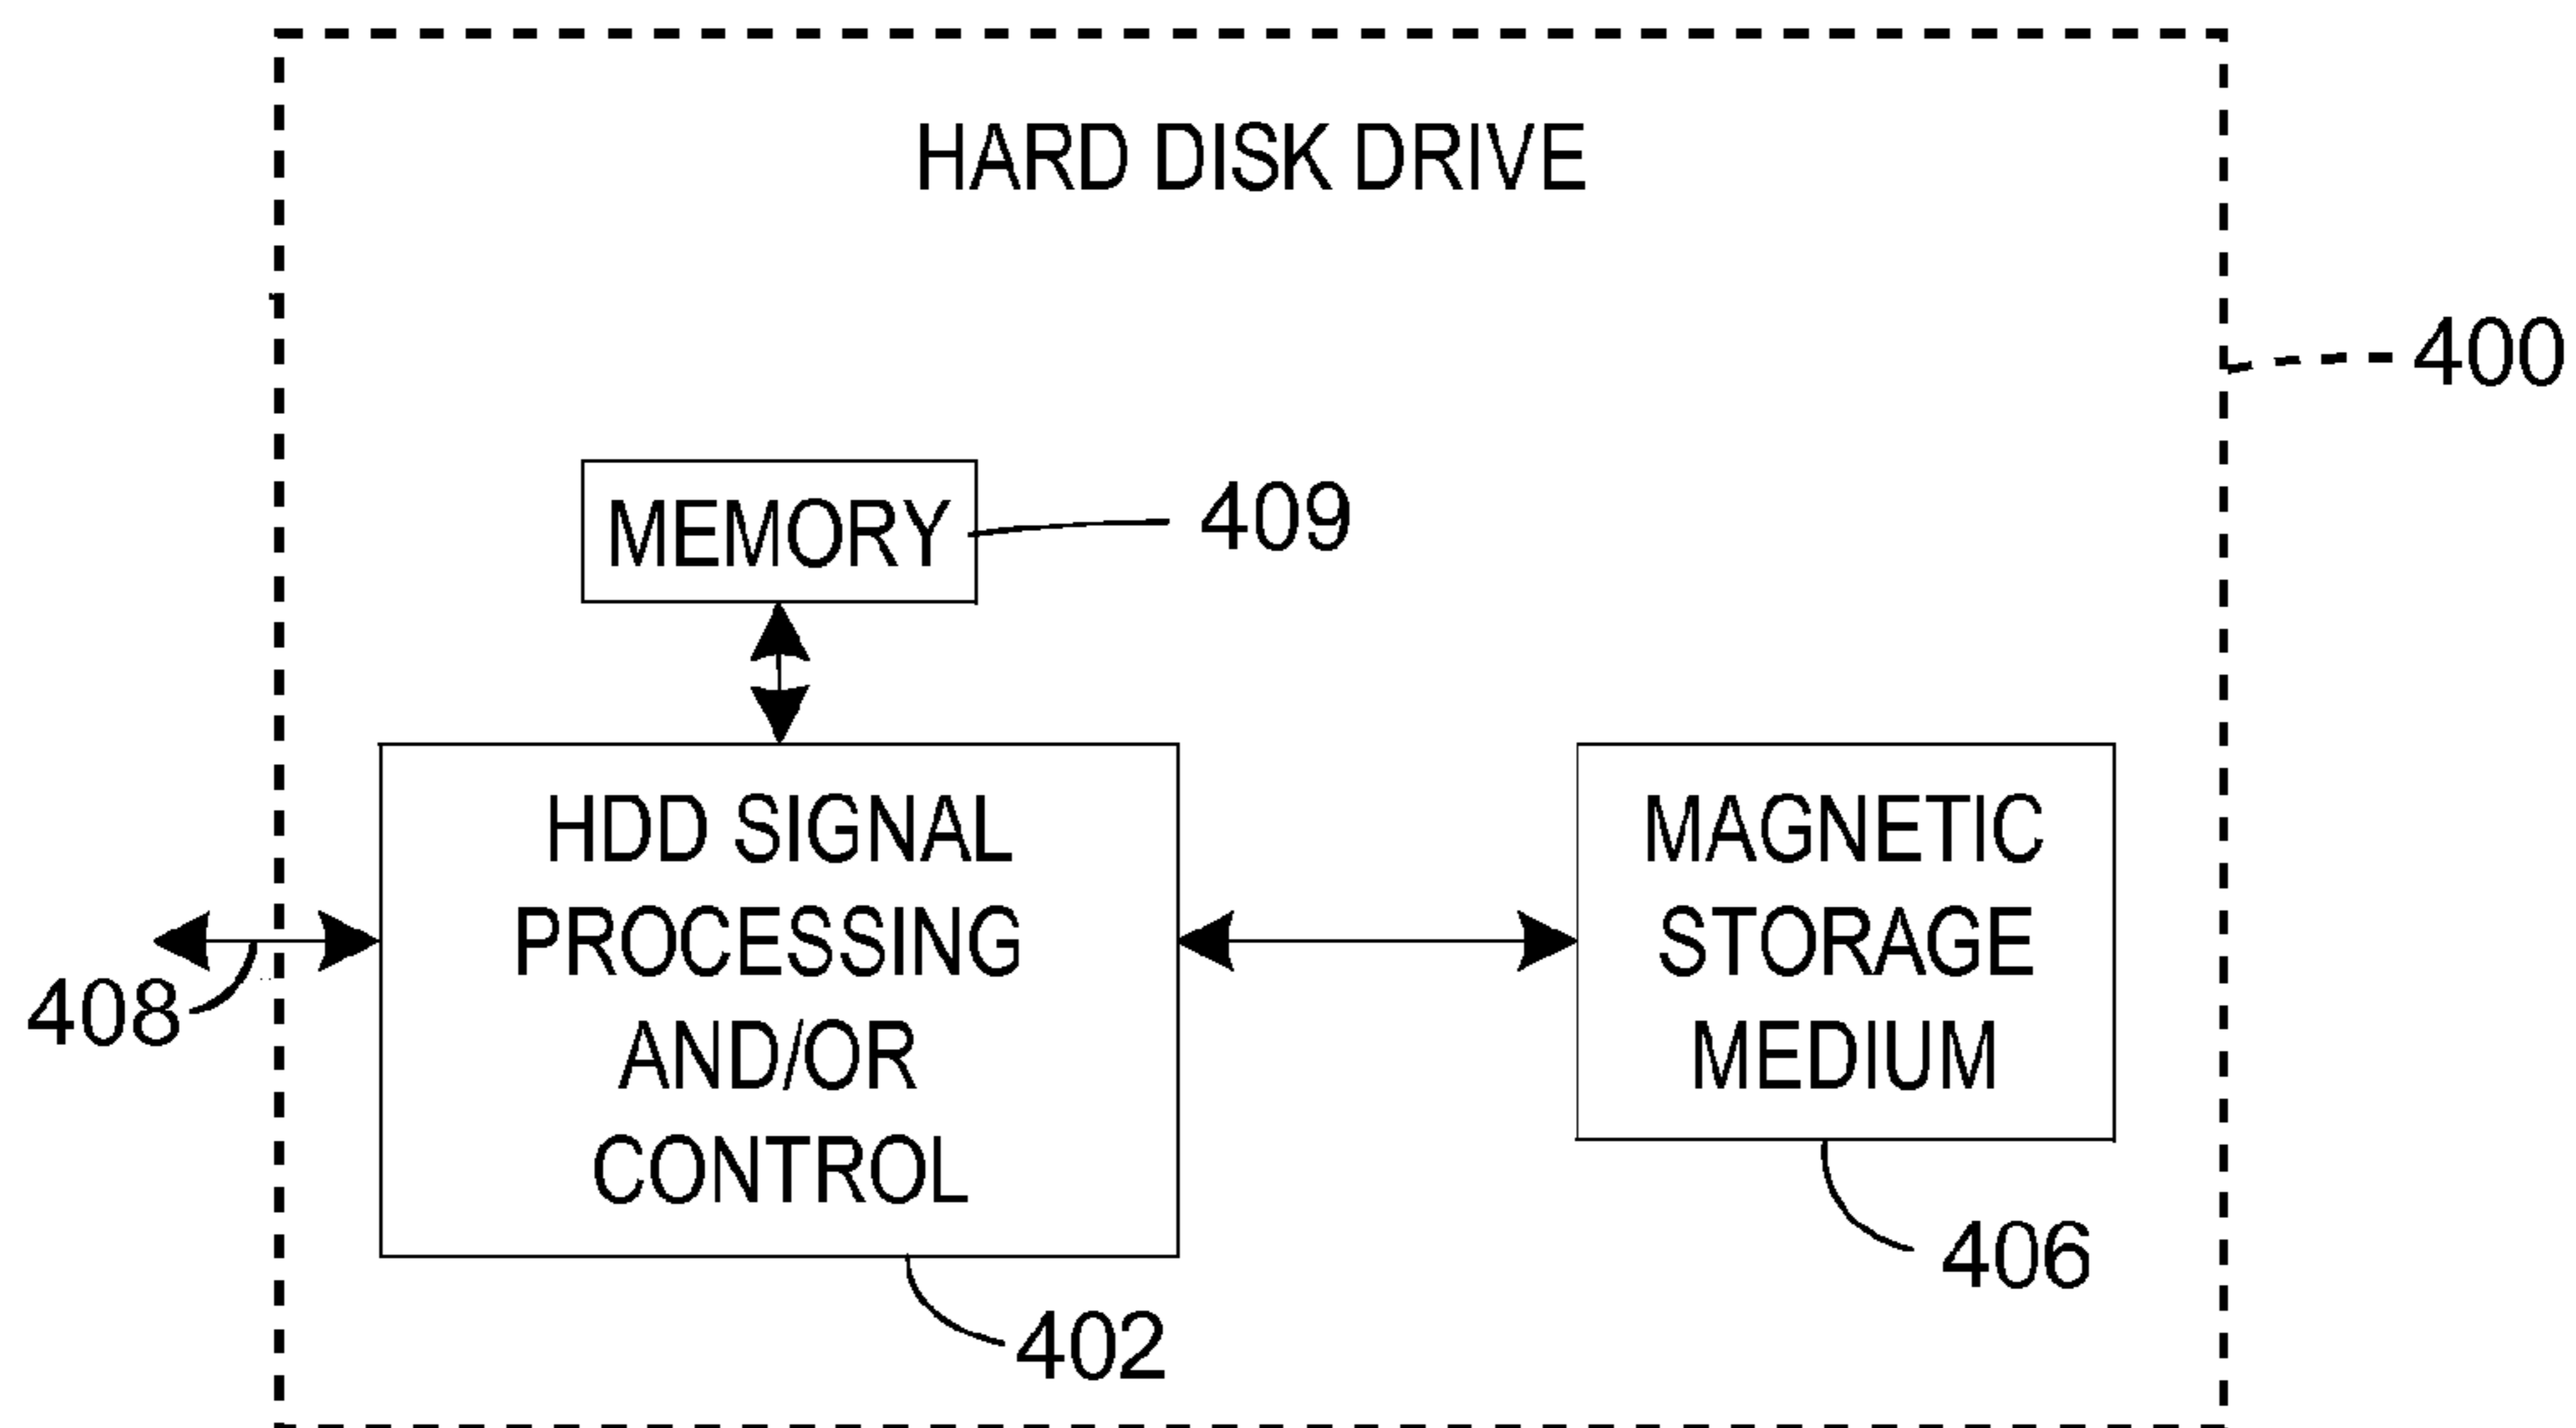 HARD DISK DRIVE
400
MEMORY
409
HDD SIGNAL
PROCESSING
AND/OR
CONTROL
MAGNETIC
STORAGE
MEDIUM
408
406
402